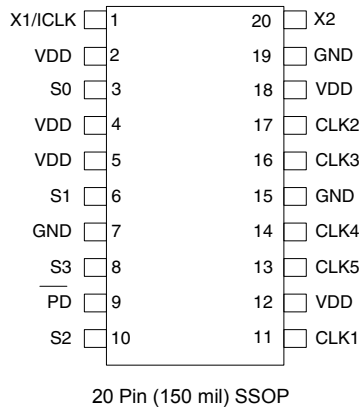 X1/ICLK 1 20 X2
VDD 2 19 GND
S0 3 18 VDD
VDD 4 17 CLK2
VDD 5 16 CLK3
S1 6 15 GND
GND 7 14 CLK4
S3 8 13 CLK5
PD 9 12 VDD
S2 10 11 CLK1
20 Pin (150 mil) SSOP